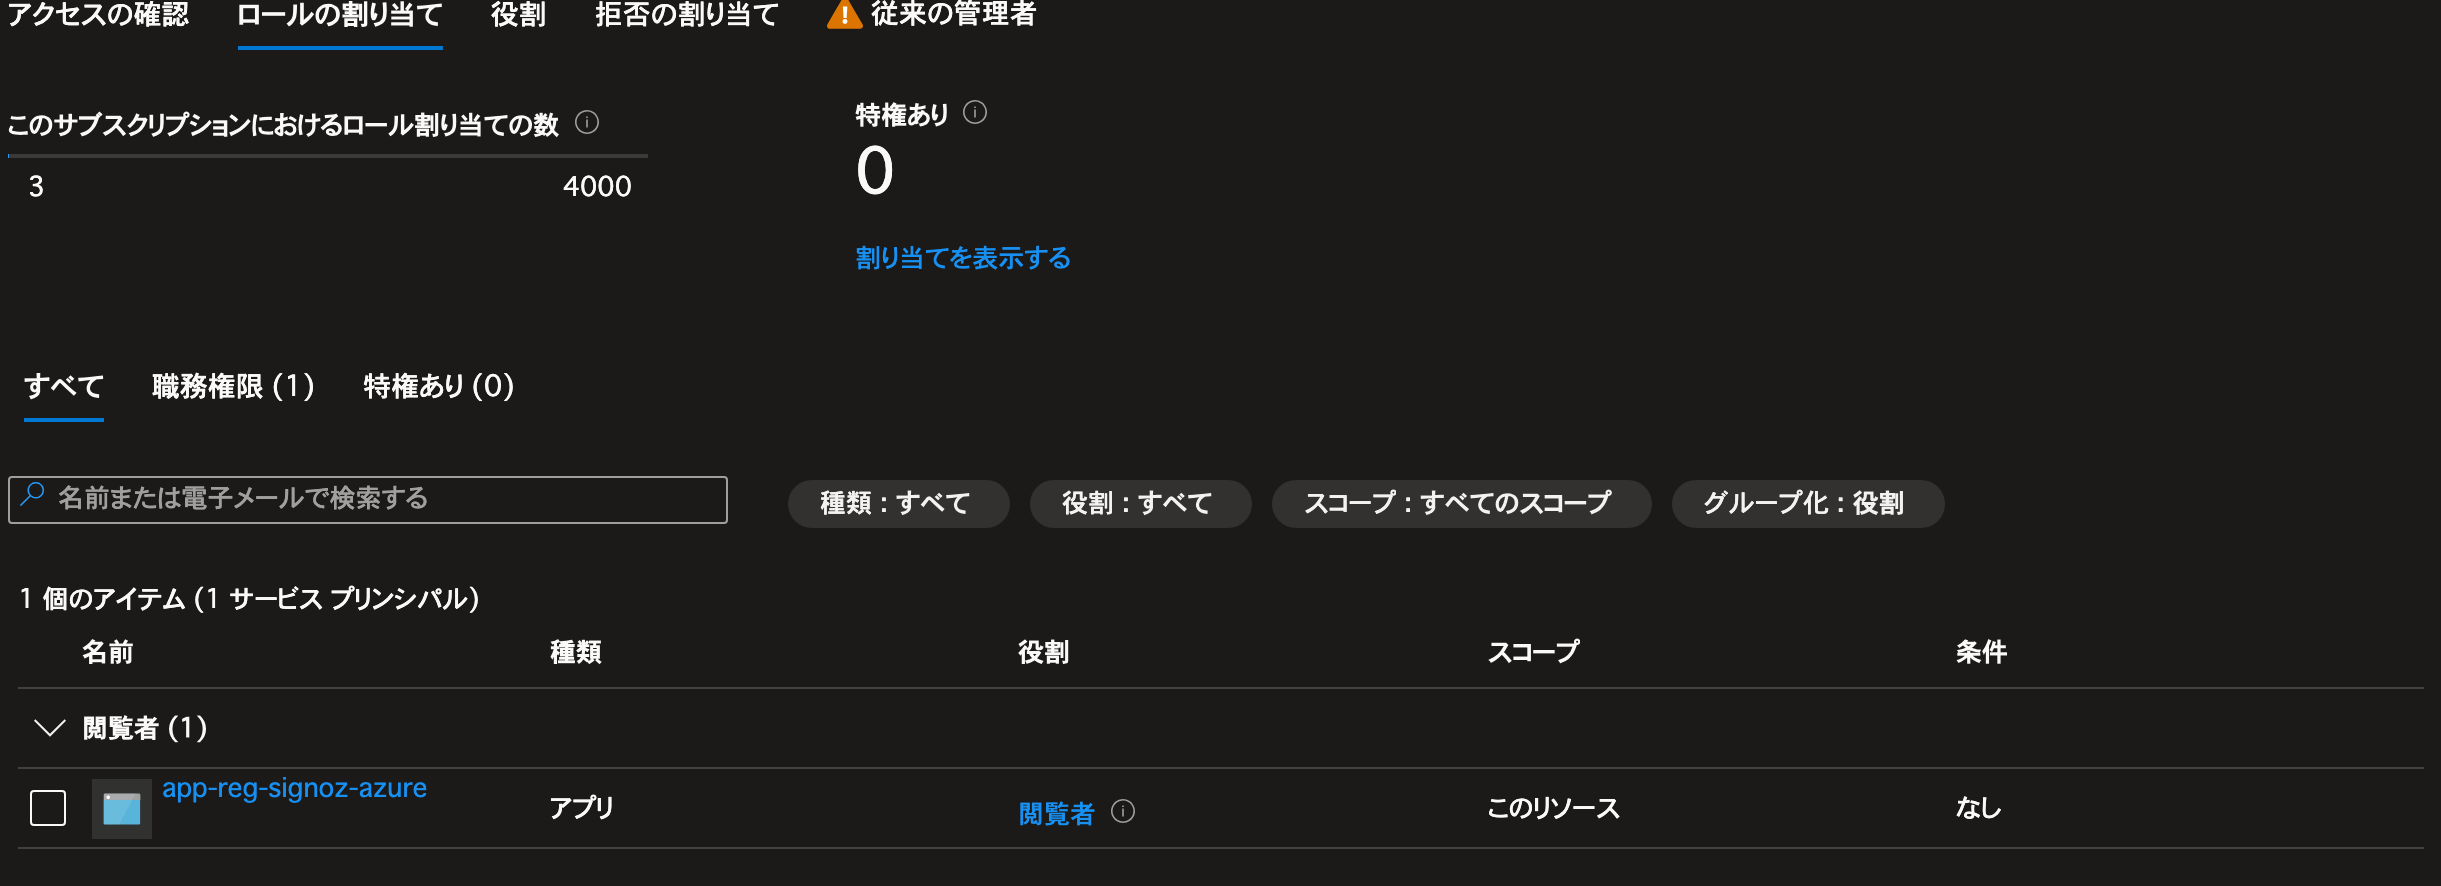 アクセスの確認 ロールの割り当て 役割 拒否の割り当て 従来の管理者
このサブスクリプションにおけるロール割り当ての数
3 4000
特権あり
0
割り当てを表示する
すべて 職務権限 (1) 特権あり (0)
名前または電子メールで検索する 種類 : すべて 役割 : すべて スコープ : すべてのスコープ グループ化 : 役割
1 個のアイテム (1 サービス プリンシパル)
名前 種類 役割 スコープ 条件
閲覧者 (1)
app-reg-signoz-azure アプリ 閲覧者 このリソース なし